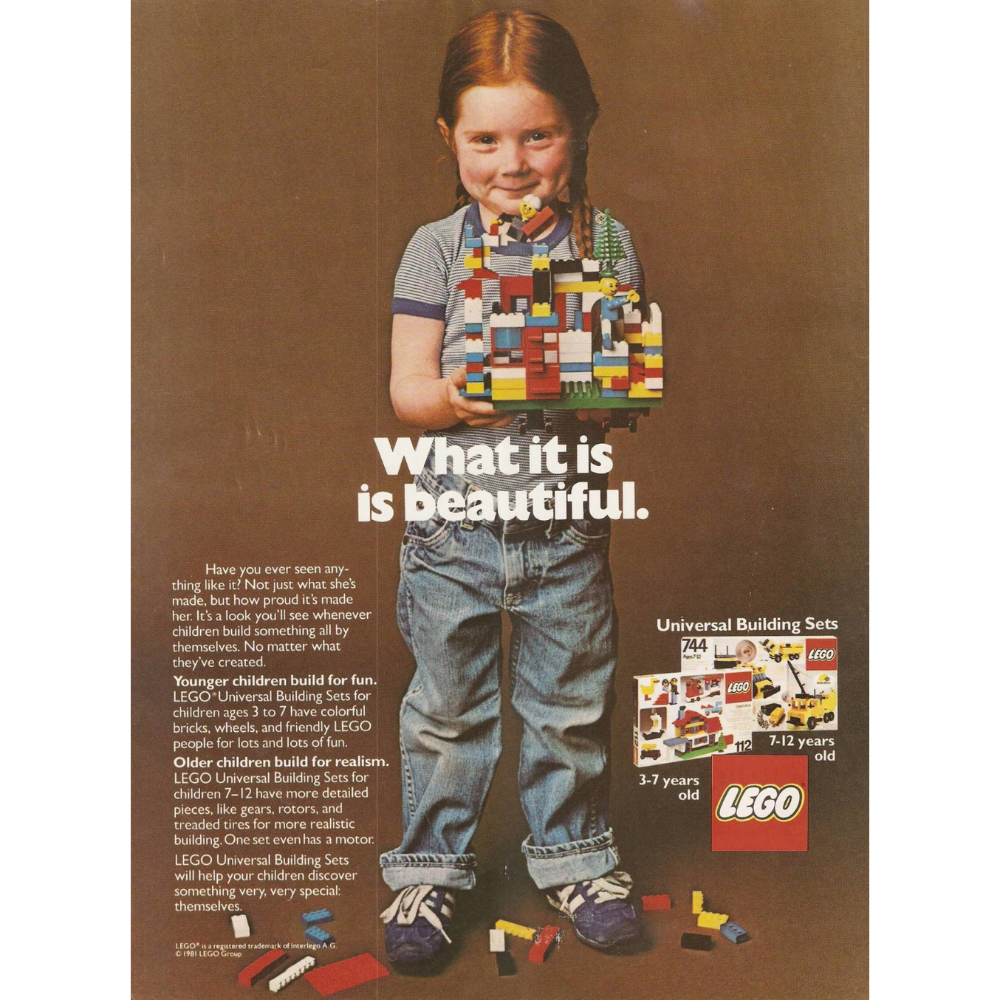 What it is
is beautiful.
Have you ever seen any-
thing like it? Not just what she's
made, but how proud it's made
her. It's a look you'll see whenever
children build something all by
themselves. No matter what
they've created.
Younger children build for fun.
LEGO® Universal Building Sets for
children ages 3 to 7 have colorful
bricks, wheels, and friendly LEGO
people for lots and lots of fun.
Older children build for realism.
LEGO Universal Building Sets for
children 7–12 have more detailed
pieces, like gears, rotors, and
treaded tires for more realistic
building. One set even has a motor.
LEGO Universal Building Sets
will help your children discover
something very, very special:
themselves.
LEGO® is a registered trademark of Interlego A.G.
© 1981 LEGO Group
Universal Building Sets
744
Ages 7-12
LEGO
LEGO
112
112
7-12 years
old
3-7 years
old
LEGO